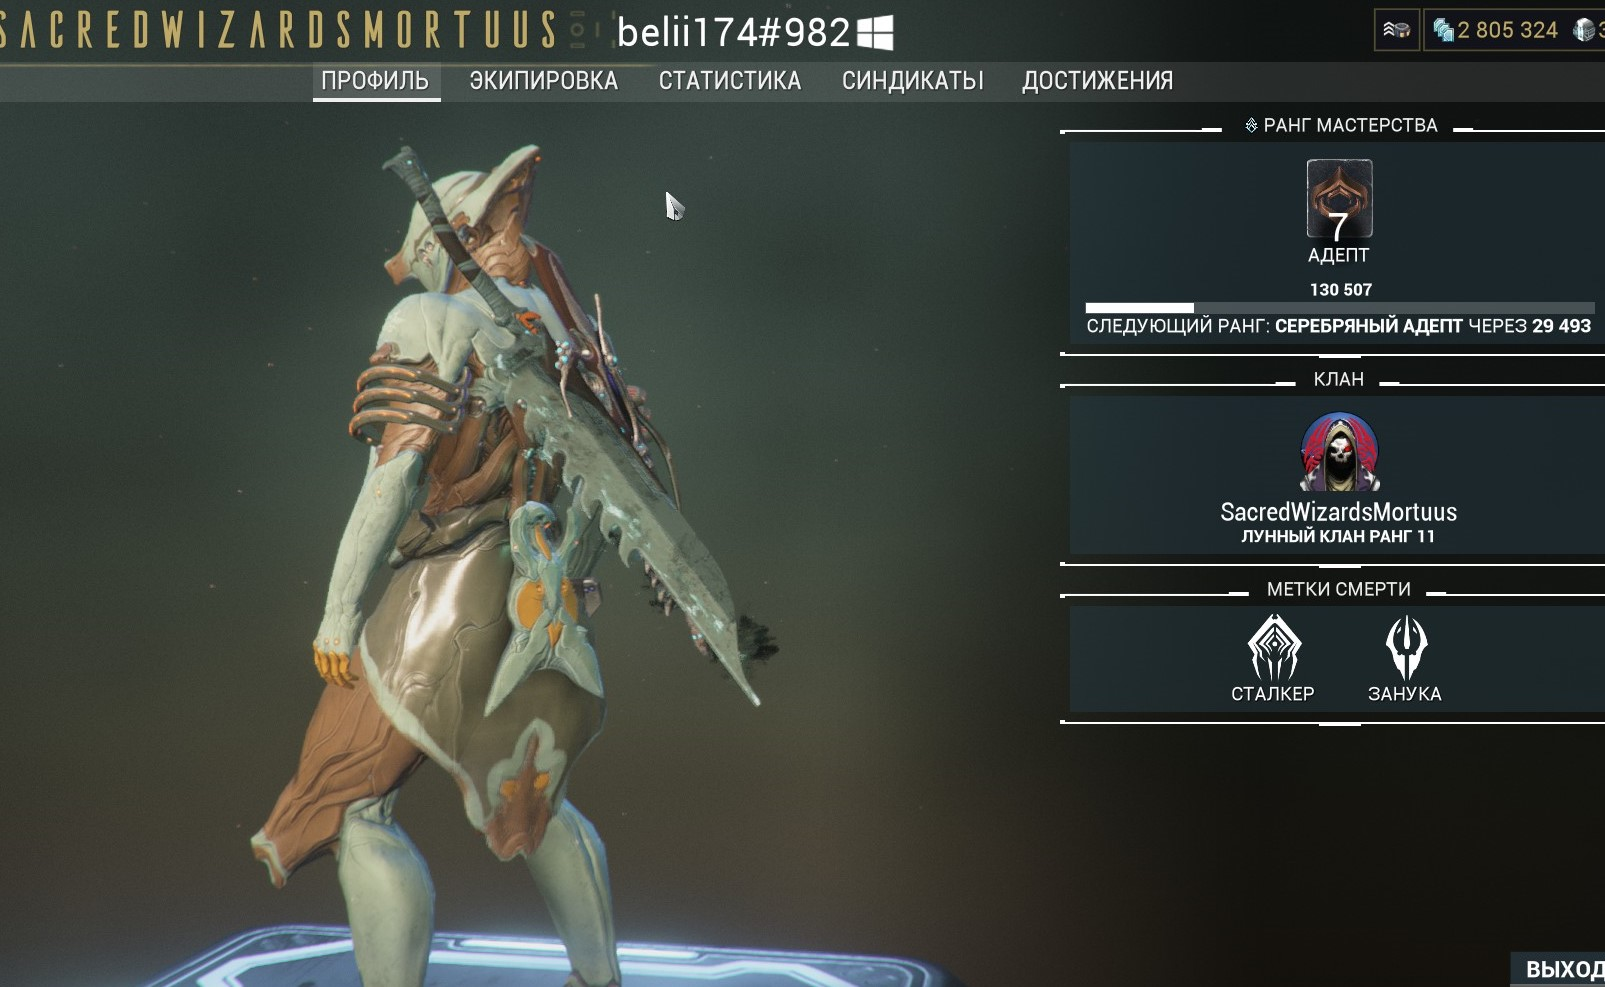 SACREDWIZARDSMORTUUS
belii174#982
2 805 324
ПРОФИЛЬ ЭКИПИРОВКА СТАТИСТИКА СИНДИКАТЫ ДОСТИЖЕНИЯ
РАНГ МАСТЕРСТВА
7
АДЕПТ
130 507
СЛЕДУЮЩИЙ РАНГ: СЕРЕБРЯНЫЙ АДЕПТ ЧЕРЕЗ 29 493
КЛАН
SacredWizardsMortuus
ЛУННЫЙ КЛАН РАНГ 11
МЕТКИ СМЕРТИ
СТАЛКЕР ЗАНУКА
ВЫХОД